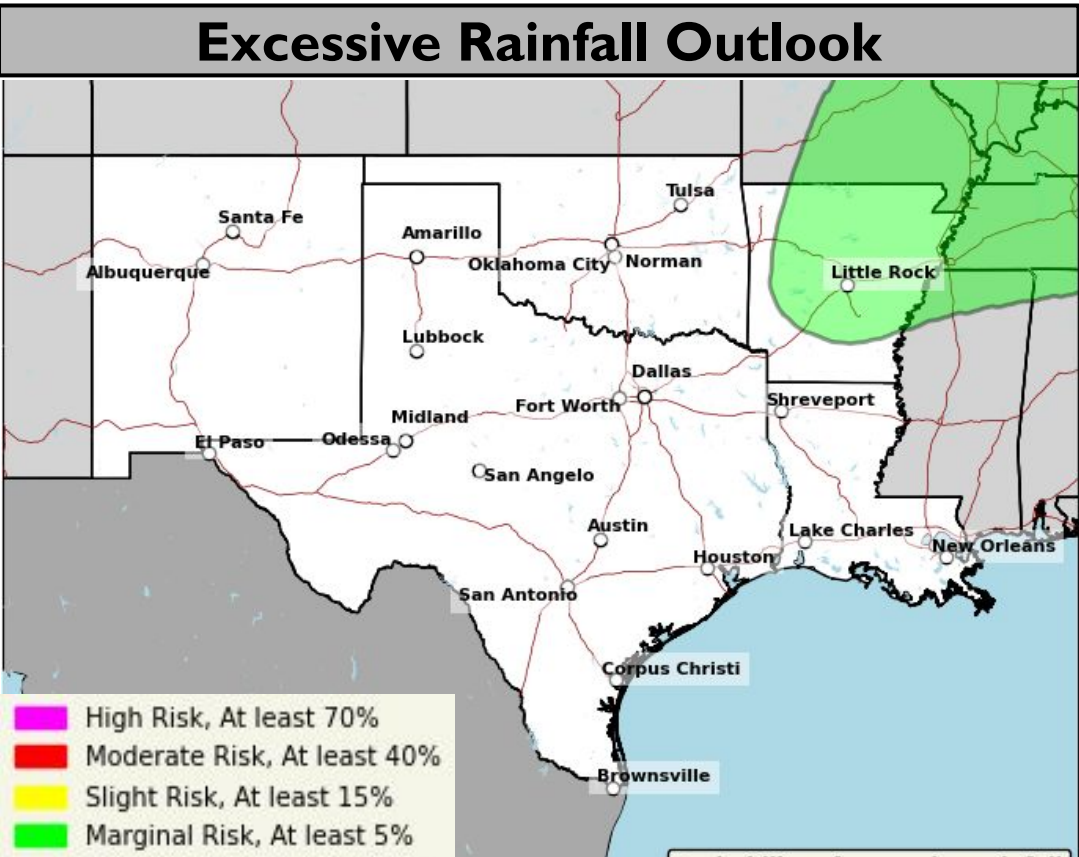 Excessive Rainfall Outlook
Tulsa
Santa Fe
Amarillo
Oklahoma City
Norman
Albuquerque
Little Rock
Lubbock
Dallas
Fort Worth
Shreveport
Midland
Odessa
El Paso
San Angelo
Austin
Lake Charles
New Orleans
Houston
San Antonio
Corpus Christi
Brownsville
High Risk, At least 70%
Moderate Risk, At least 40%
Slight Risk, At least 15%
Marginal Risk, At least 5%